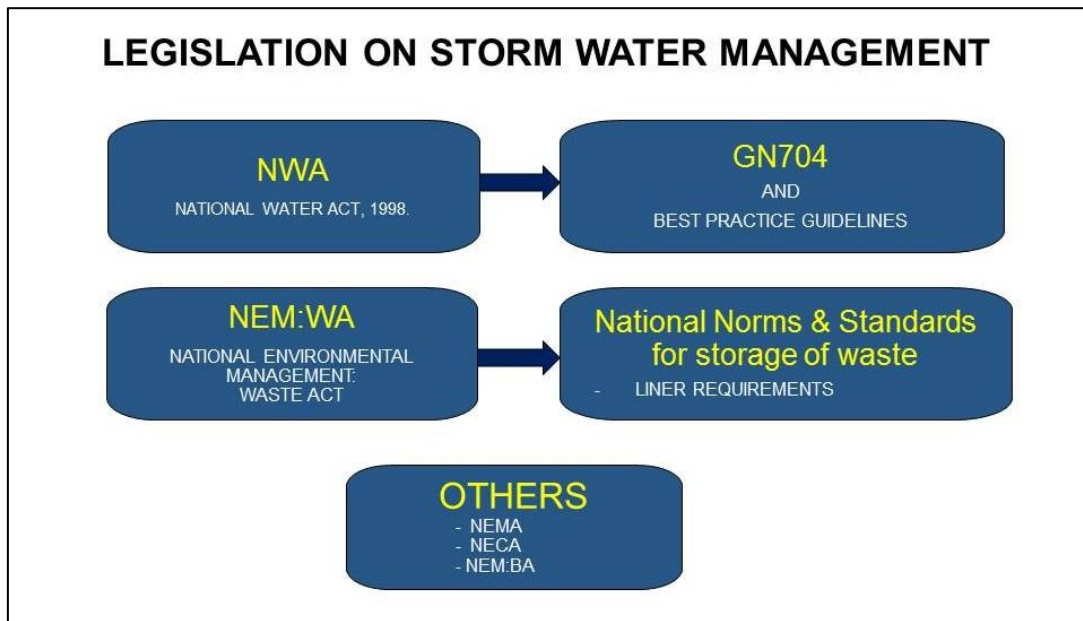 LEGISLATION ON STORM WATER MANAGEMENT
NWA
NATIONAL WATER ACT, 1998.
GN704
AND
BEST PRACTICE GUIDELINES
NEM:WA
NATIONAL ENVIRONMENTAL
MANAGEMENT:
WASTE ACT
National Norms & Standards
for storage of waste
- LINER REQUIREMENTS
OTHERS
- NEMA
- NECA
- NEM:BA